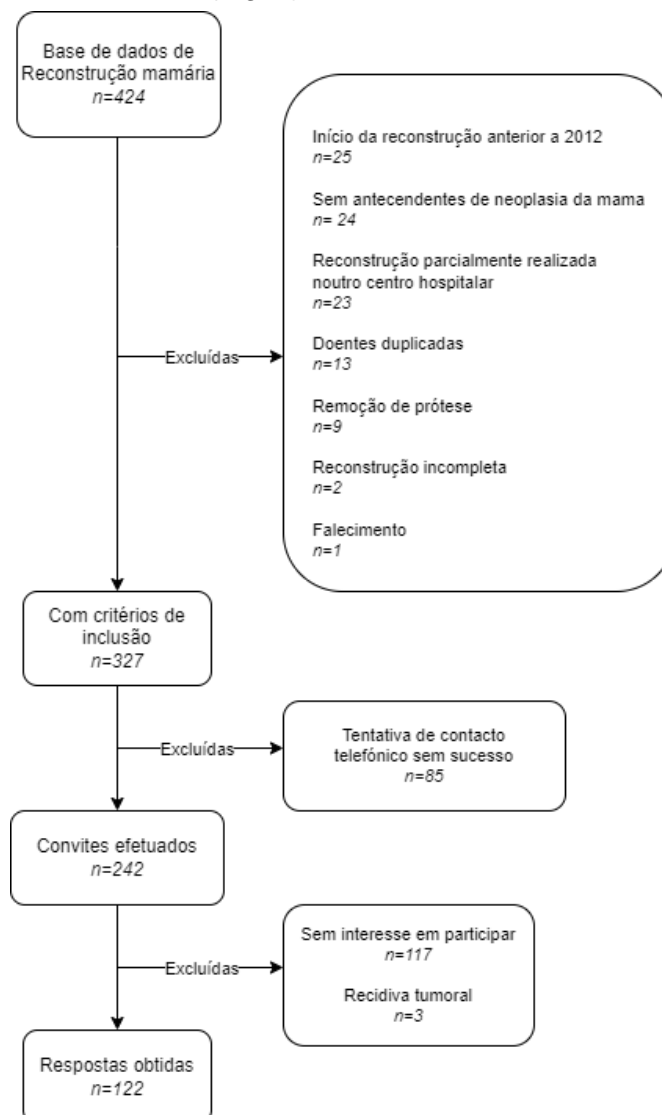 Base de dados de
Reconstrução mamária
n=424
Início da reconstrução anterior a 2012
n=25
Sem antecedentes de neoplasia da mama
n= 24
Reconstrução parcialmente realizada
noutro centro hospitalar
n=23
Excluídas
Doentes duplicadas
n=13
Remoção de prótese
n=9
Reconstrução incompleta
n=2
Falecimento
n=1
Com critérios de
inclusão
n=327
Excluídas
Tentativa de contacto
telefónico sem sucesso
n=85
Convites efetuados
n=242
Excluídas
Sem interesse em participar
n=117
Recidiva tumoral
n=3
Respostas obtidas
n=122